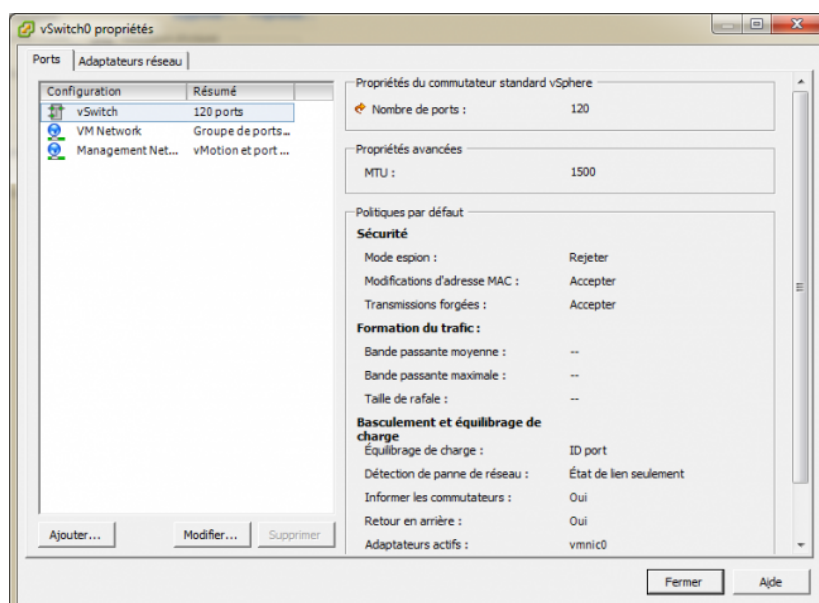 vSwitch0 propriétés
Ports
Adaptateurs réseau
Configuration Résumé
vSwitch 120 ports
VM Network Groupe de ports...
Management Net... vMotion et port ...
Ajouter... Modifier... Supprimer
Propriétés du commutateur standard vSphere
Nombre de ports : 120
Propriétés avancées
MTU : 1500
Politiques par défaut
Sécurité
Mode espion : Rejeter
Modifications d'adresse MAC : Accepter
Transmissions forgées : Accepter
Formation du trafic :
Bande passante moyenne : --
Bande passante maximale : --
Taille de rafale : --
Basculement et équilibrage de
charge
Équilibrage de charge : ID port
Détection de panne de réseau : État de lien seulement
Informer les commutateurs : Oui
Retour en arrière : Oui
Adaptateurs actifs : vmnic0
Fermer Aide